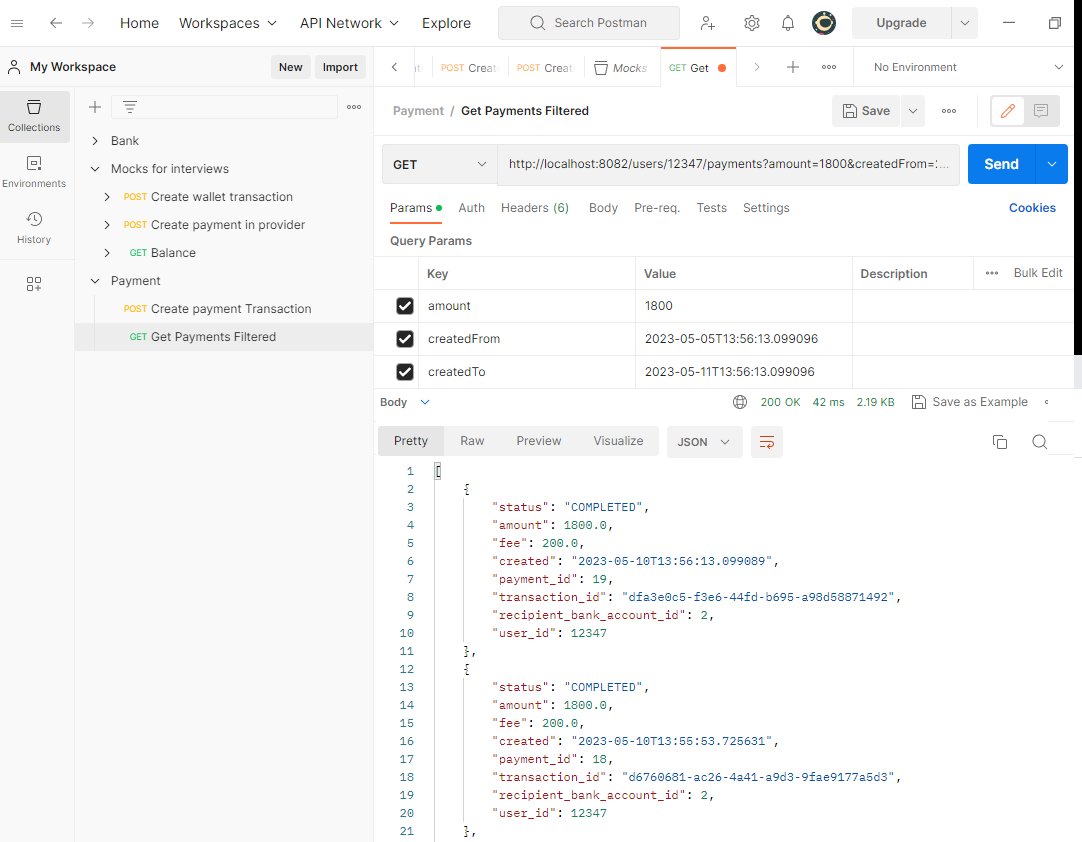 Home Workspaces API Network Explore Search Postman Upgrade
My Workspace New Import
POST Creat POST Creat Mocks GET Get No Environment
Collections
Environments
History
Bank
Mocks for interviews
POST Create wallet transaction
POST Create payment in provider
GET Balance
Payment
POST Create payment Transaction
GET Get Payments Filtered
Payment / Get Payments Filtered Save
GET http://localhost:8082/users/12347/payments?amount=1800&createdFrom=2... Send
Params Auth Headers (6) Body Pre-req. Tests Settings Cookies
Query Params
Key Value Description Bulk Edit
amount 1800
createdFrom 2023-05-05T13:56:13.099096
createdTo 2023-05-11T13:56:13.099096
Body 200 OK 42 ms 2.19 KB Save as Example
Pretty Raw Preview Visualize JSON
1 [
2 {
3 "status": "COMPLETED",
4 "amount": 1800.0,
5 "fee": 200.0,
6 "created": "2023-05-10T13:56:13.099089",
7 "payment_id": 19,
8 "transaction_id": "dfa3e0c5-f3e6-44fd-b695-a98d58871492",
9 "recipient_bank_account_id": 2,
10 "user_id": 12347
11 },
12 {
13 "status": "COMPLETED",
14 "amount": 1800.0,
15 "fee": 200.0,
16 "created": "2023-05-10T13:55:53.725631",
17 "payment_id": 18,
18 "transaction_id": "d6760681-ac26-4a41-a9d3-9fae9177a5d3",
19 "recipient_bank_account_id": 2,
20 "user_id": 12347
21 },